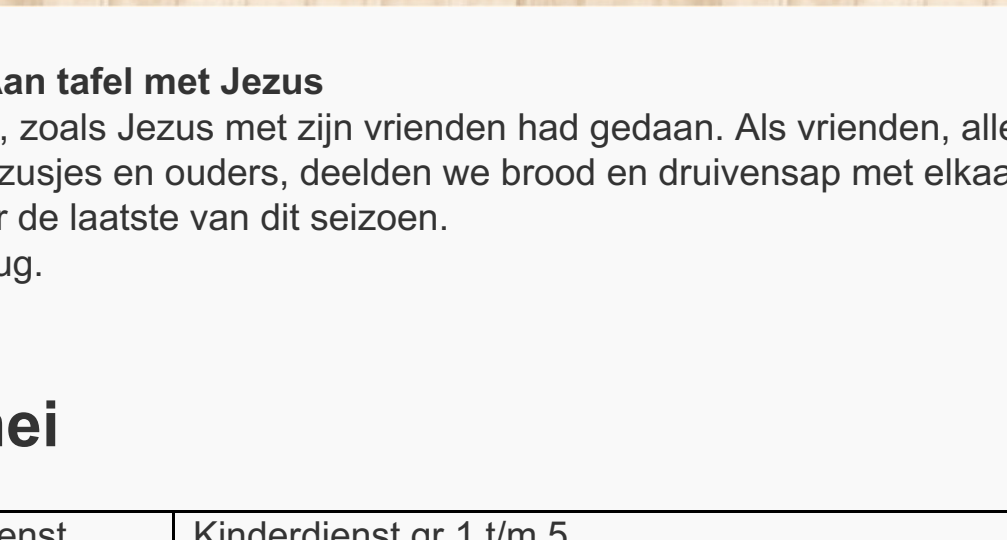 aan tafel met Jezus
, zoals Jezus met zijn vrienden had gedaan. Als vrienden, alle
zusjes en ouders, deelden we brood en druivensap met elkaa
r de laatste van dit seizoen.
ug.
nei
enst Kinderdienst gr 1 t/m 5